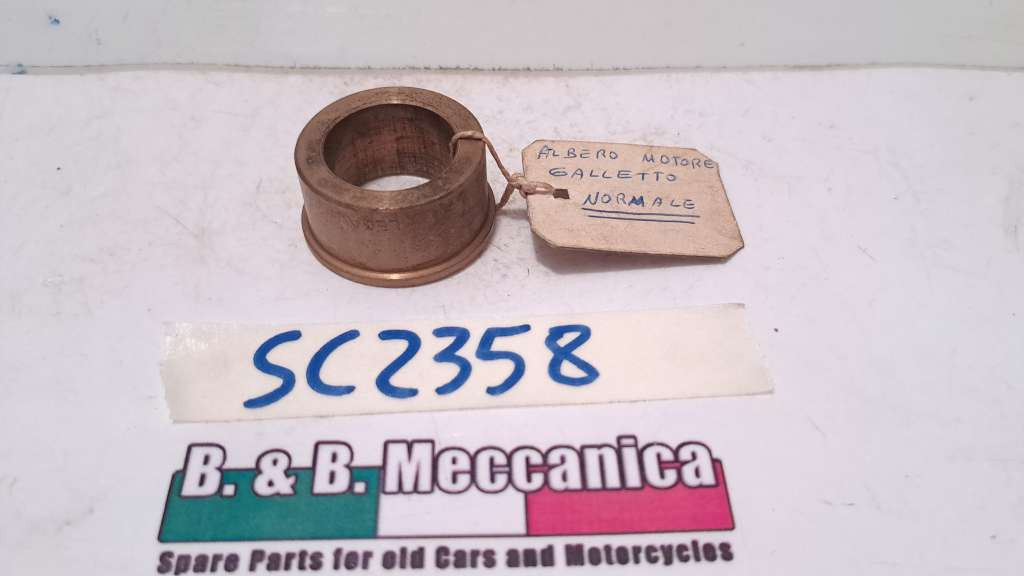 ALBERO MOTORE
GALLETTO
NORMALE
SC2358
B. & B. Meccanica
Spare Parts for old Cars and Motorcycles